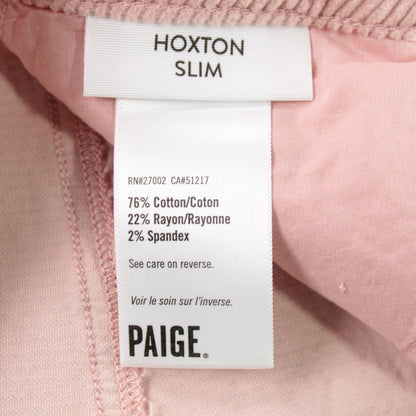 HOXTON
SLIM
RN#27002 CA#51217
76% Cotton/Coton
22% Rayon/Rayonne
2% Spandex
See care on reverse.
Voir le soin sur l'inverse.
PAIGE.